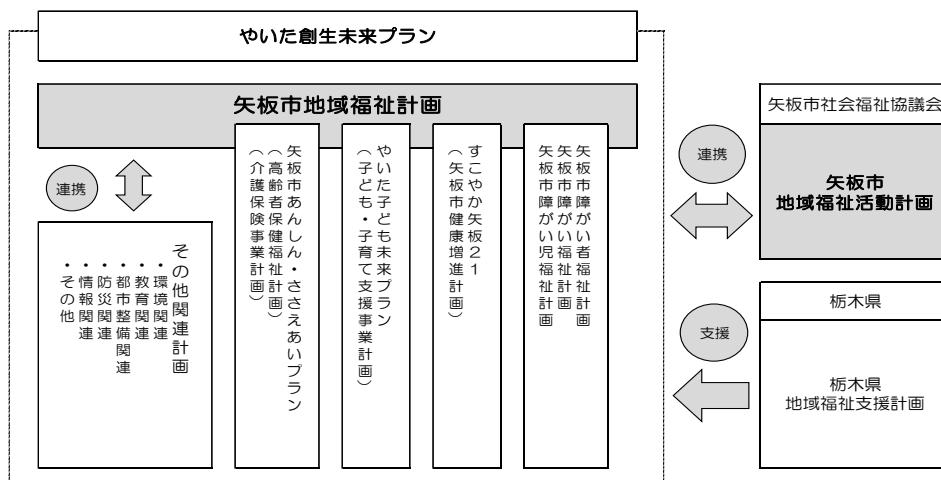 やいた創生未来プラン
矢板市地域福祉計画
連携
その他関連計画
・環境関連
・教育関連
・都市整備関連
・防災関連
・情報関連
・その他
矢板市あんしん・ささえあいプラン
（高齢者保健福祉計画）
（介護保険事業計画）
やいた子ども未来プラン
（子ども・子育て支援事業計画）
すこやか矢板２１
（矢板市健康増進計画）
矢板市障がい者福祉計画
矢板市障がい福祉計画
矢板市障がい児福祉計画
連携
矢板市社会福祉協議会
矢板市
地域福祉活動計画
支援
栃木県
栃木県
地域福祉支援計画